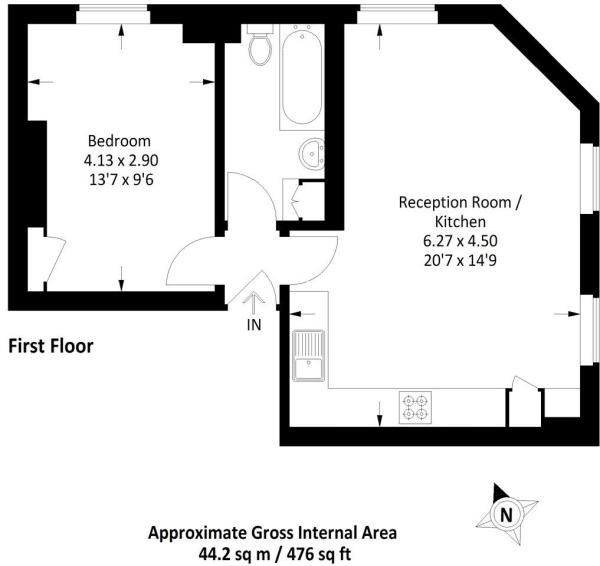 Bedroom
4.13 x 2.90
13'7 x 9'6
Reception Room /
Kitchen
6.27 x 4.50
20'7 x 14'9
IN
First Floor
N
Approximate Gross Internal Area
44.2 sq m / 476 sq ft